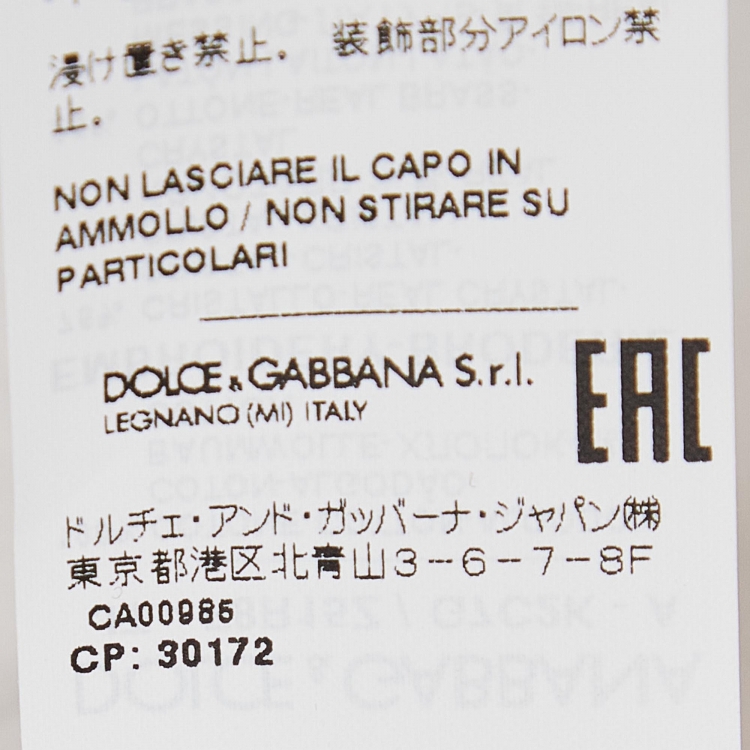 浸け置き禁止. 装飾部分アイロン禁
止.
NON LASCIARE IL CAPO IN
AMMOLLO / NON STIRARE SU
PARTICOLARI
DOLCE & GABBANA S.r.l.
LEGNANO (MI) ITALY
EAC
ドルチェ・アンド・ガッバーナ・ジャパン(株)
東京都港区北青山3-6-7-8F
CA00985
CP: 30172